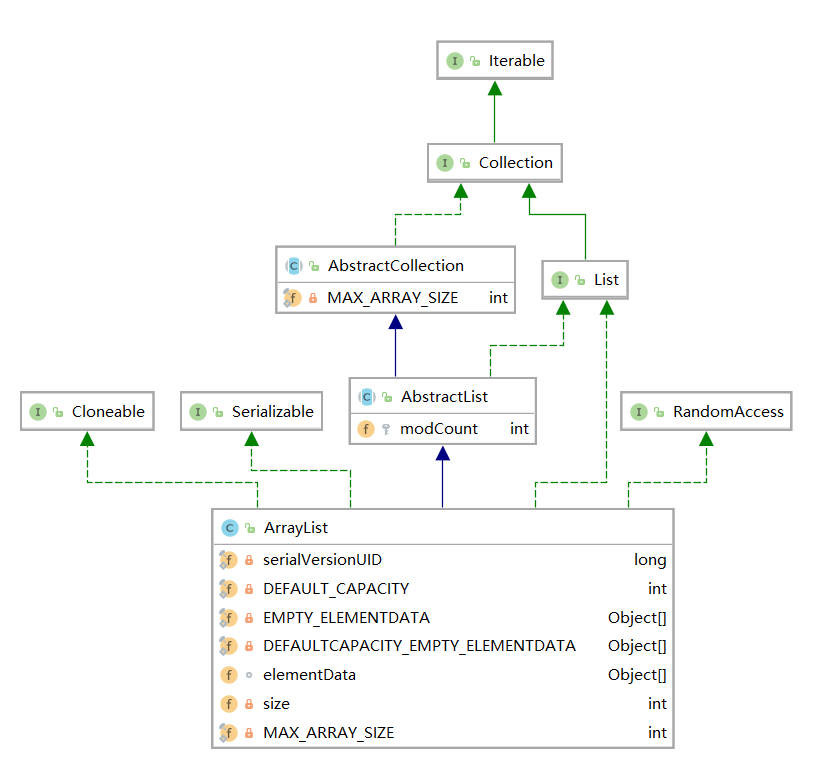 I Iterable
I Collection
C AbstractCollection
f MAX_ARRAY_SIZE int
I List
C AbstractList
f modCount int
I Cloneable
I Serializable
I RandomAccess
C ArrayList
f serialVersionUID long
f DEFAULT_CAPACITY int
f EMPTY_ELEMENTDATA Object[]
f DEFAULTCAPACITY_EMPTY_ELEMENTDATA Object[]
f elementData Object[]
f size int
f MAX_ARRAY_SIZE int